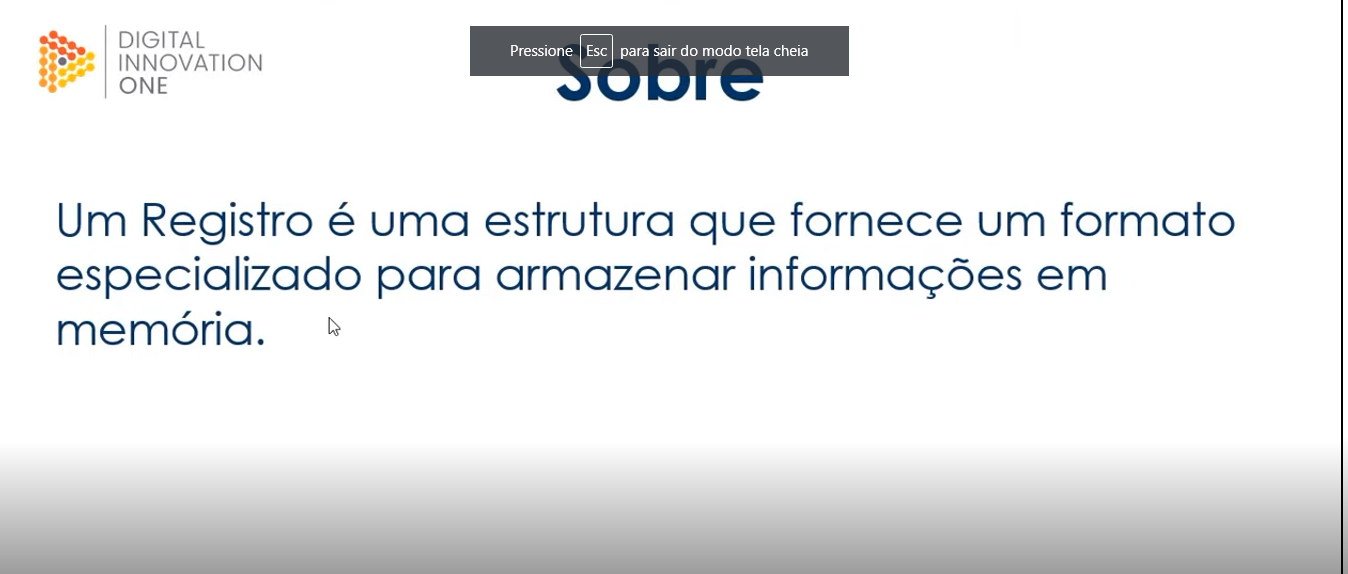 DIGITAL
INNOVATION
ONE
Pressione Esc para sair do modo tela cheia
Sobre
Um Registro é uma estrutura que fornece um formato
especializado para armazenar informações em
memória.